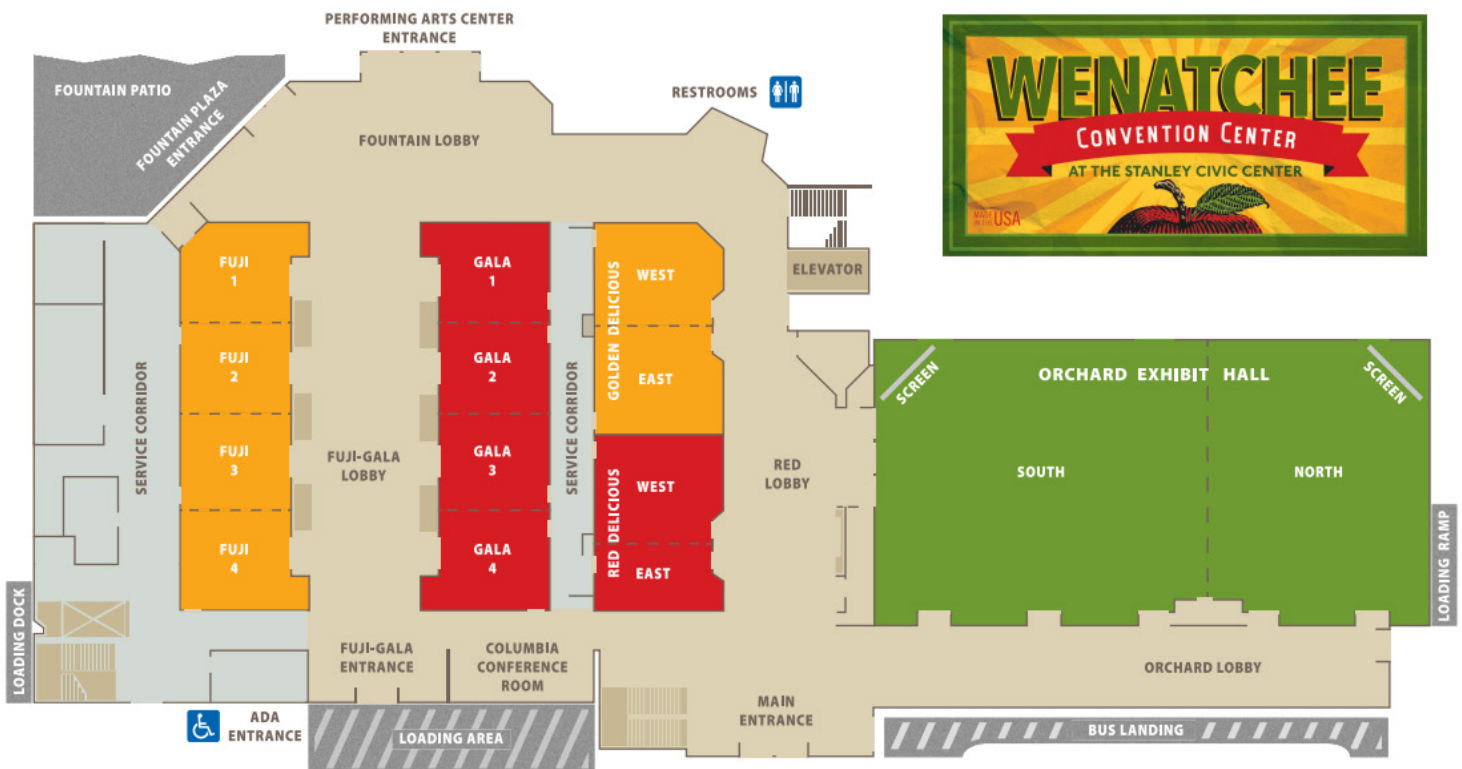 PERFORMING ARTS CENTER
ENTRANCE
FOUNTAIN PATIO
FOUNTAIN PLAZA
ENTRANCE
RESTROOMS
FOUNTAIN LOBBY
WENATCHEE
CONVENTION CENTER
AT THE STANLEY CIVIC CENTER
MADE
IN THE USA
ELEVATOR
FUJI
1
FUJI
2
FUJI
3
FUJI
4
GALA
1
GALA
2
GALA
3
GALA
4
GOLDEN DELICIOUS
WEST
EAST
RED DELICIOUS
WEST
EAST
SERVICE CORRIDOR
FUJI-GALA
LOBBY
SERVICE CORRIDOR
RED
LOBBY
SCREEN
ORCHARD EXHIBIT HALL
SCREEN
SOUTH
NORTH
LOADING RAMP
LOADING DOCK
FUJI-GALA
ENTRANCE
COLUMBIA
CONFERENCE
ROOM
ORCHARD LOBBY
MAIN
ENTRANCE
ADA
ENTRANCE
LOADING AREA
BUS LANDING